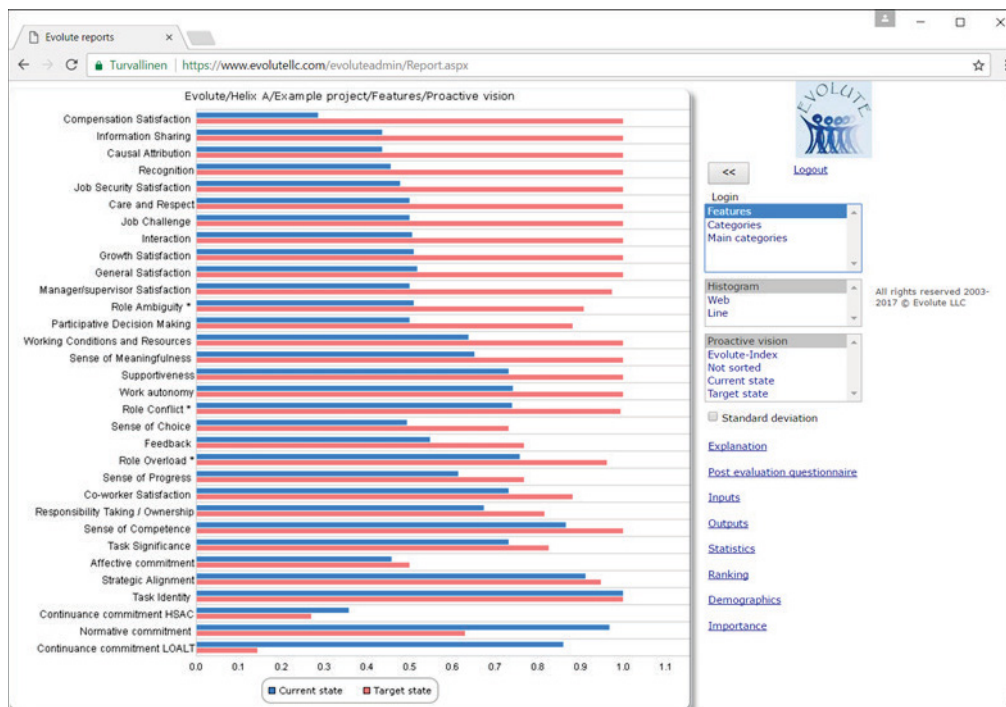 Evolute reports
Turvallinen
https://www.evolutellc.com/evoluteadmin/Report.aspx
Evolute/Helix A/Example project/Features/Proactive vision
Compensation Satisfaction
Information Sharing
Causal Attribution
Recognition
Job Security Satisfaction
Care and Respect
Job Challenge
Interaction
Growth Satisfaction
General Satisfaction
Manager/supervisor Satisfaction
Role Ambiguity *
Participative Decision Making
Working Conditions and Resources
Sense of Meaningfulness
Supportiveness
Work autonomy
Role Conflict *
Sense of Choice
Feedback
Role Overload *
Sense of Progress
Co-worker Satisfaction
Responsibility Taking / Ownership
Sense of Competence
Task Significance
Affective commitment
Strategic Alignment
Task Identity
Continuance commitment HSAC
Normative commitment
Continuance commitment LOALT
0.0 0.1 0.2 0.3 0.4 0.5 0.6 0.7 0.8 0.9 1.0 1.1
Current state Target state
EVOLUTE
<< Logout
Login
Features
Categories
Main categories
Histogram
Web
Line
All rights reserved 2003-
2017 © Evolute LLC
Proactive vision
Evolute-Index
Not sorted
Current state
Target state
Standard deviation
Explanation
Post evaluation questionnaire
Inputs
Outputs
Statistics
Ranking
Demographics
Importance